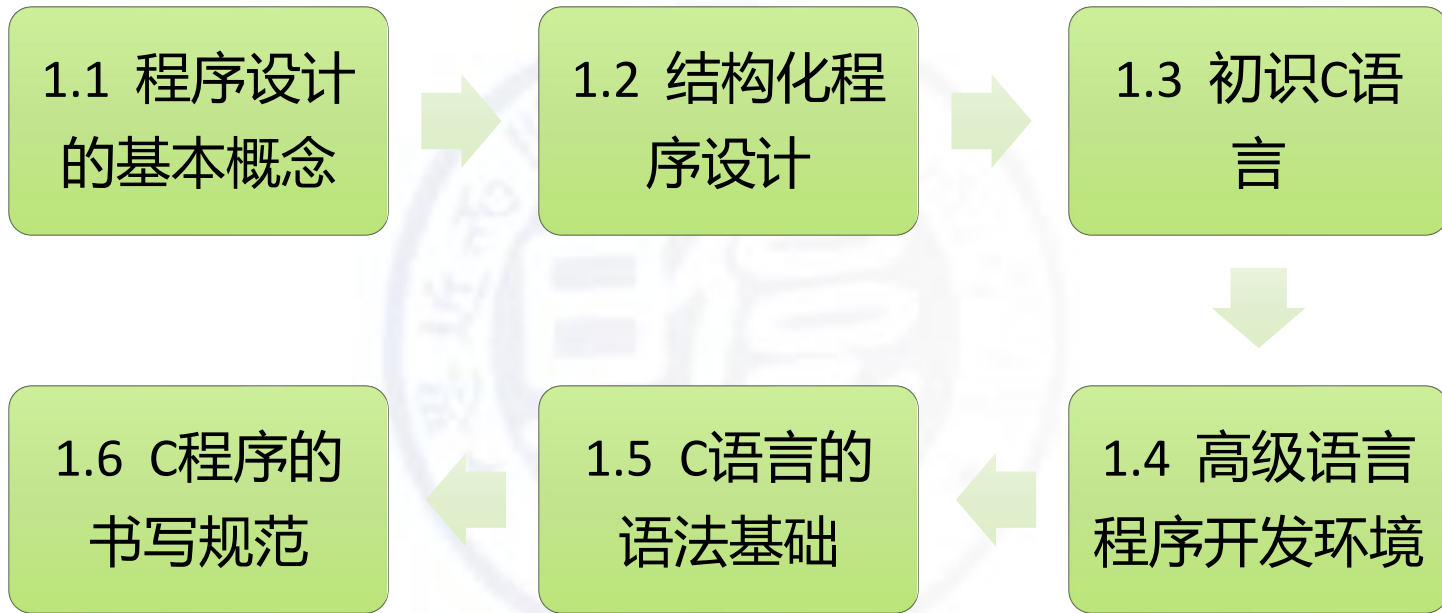 1.1 程序设计
的基本概念
1.2 结构化程
序设计
1.3 初识C语
言
1.4 高级语言
程序开发环境
1.5 C语言的
语法基础
1.6 C程序的
书写规范